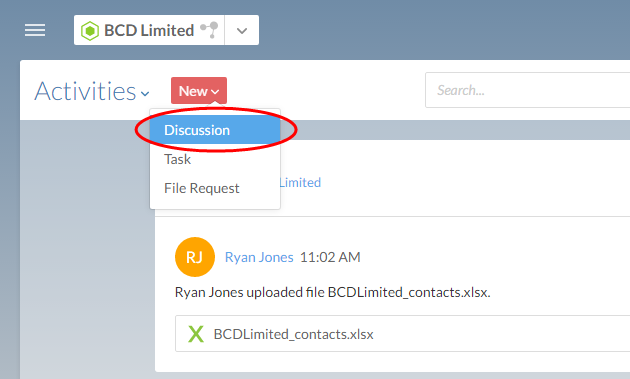 BCD Limited
Activities
New
Search...
Discussion
Task
File Request
Limited
RJ
Ryan Jones 11:02 AM
Ryan Jones uploaded file BCDLimited_contacts.xlsx.
BCDLimited_contacts.xlsx